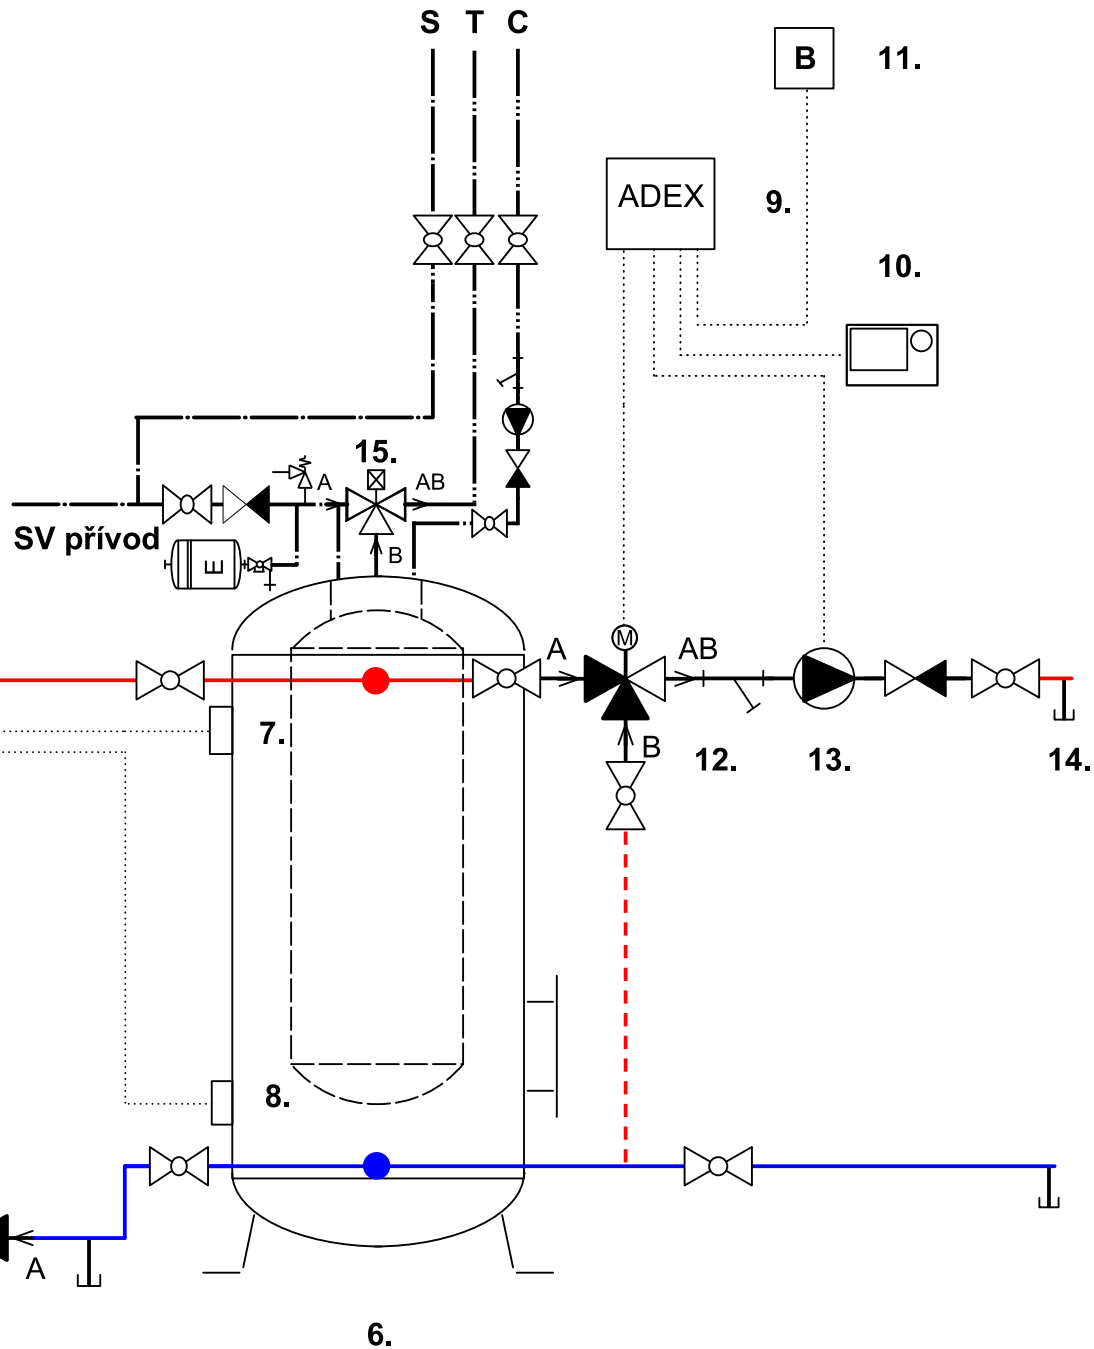 S T C
B 11.
ADEX 9.
10.
15.
A AB
SV přívod
E
B
M
A AB
7.
B
12. 13. 14.
8.
A
6.